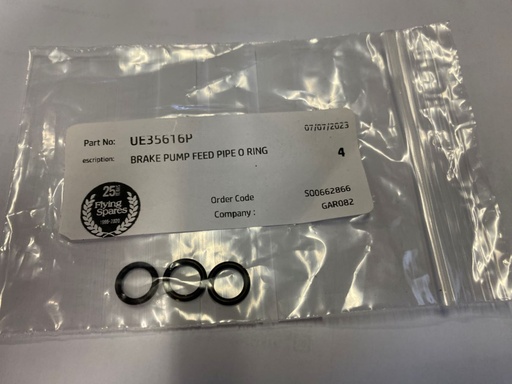 Part No: UE35616P 07/07/2023
escription: BRAKE PUMP FEED PIPE O RING 4
25
Flying
Spares
Order Code SO0662866
Company : GAR082